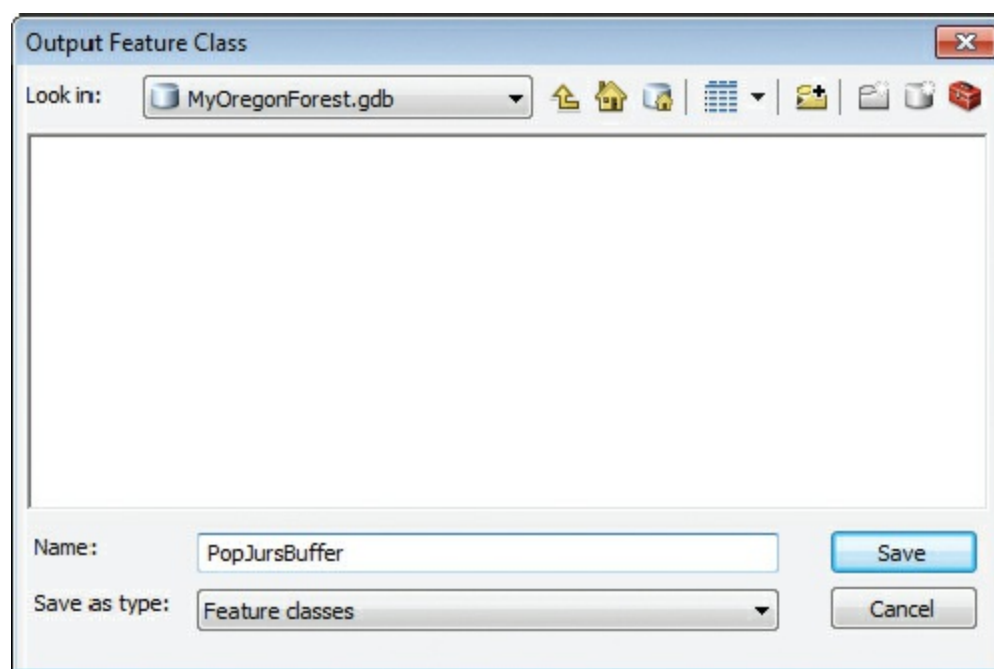 Output Feature Class
Look in: MyOregonForest.gdb
Name: PopJursBuffer Save
Save as type: Feature classes Cancel